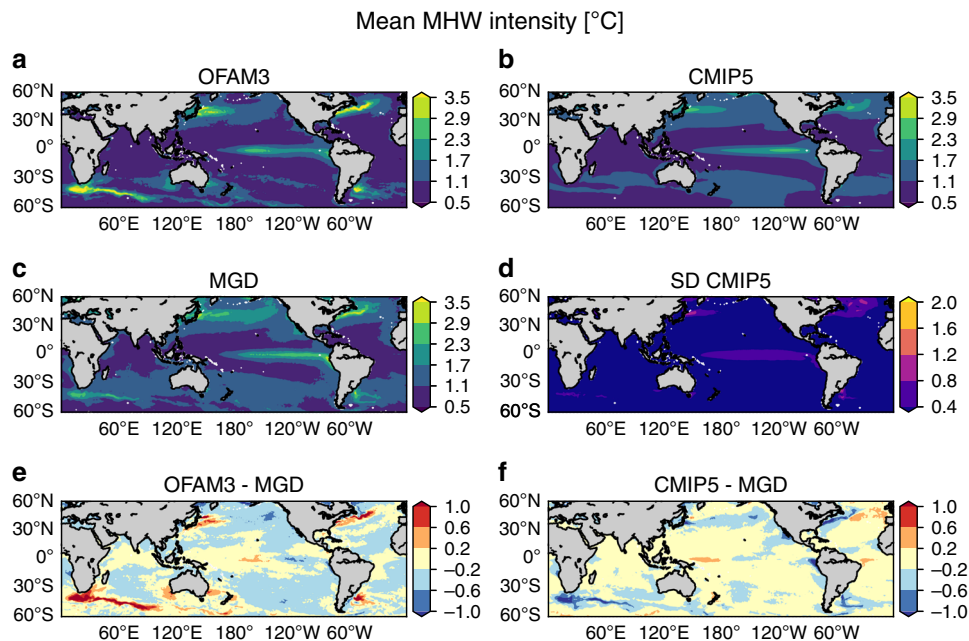 Mean MHW intensity [°C]
a
OFAM3
60°N
30°N
0°
30°S
60°S
60°E 120°E 180° 120°W 60°W
3.5
2.9
2.3
1.7
1.1
0.5
b
CMIP5
60°N
30°N
0°
30°S
60°S
60°E 120°E 180° 120°W 60°W
3.5
2.9
2.3
1.7
1.1
0.5
c
MGD
60°N
30°N
0°
30°S
60°S
60°E 120°E 180° 120°W 60°W
3.5
2.9
2.3
1.7
1.1
0.5
d
SD CMIP5
60°N
30°N
0°
30°S
60°S
60°E 120°E 180° 120°W 60°W
2.0
1.6
1.2
0.8
0.4
e
OFAM3 - MGD
60°N
30°N
0°
30°S
60°S
60°E 120°E 180° 120°W 60°W
1.0
0.6
0.2
−0.2
−0.6
−1.0
f
CMIP5 - MGD
60°N
30°N
0°
30°S
60°S
60°E 120°E 180° 120°W 60°W
1.0
0.6
0.2
−0.2
−0.6
−1.0